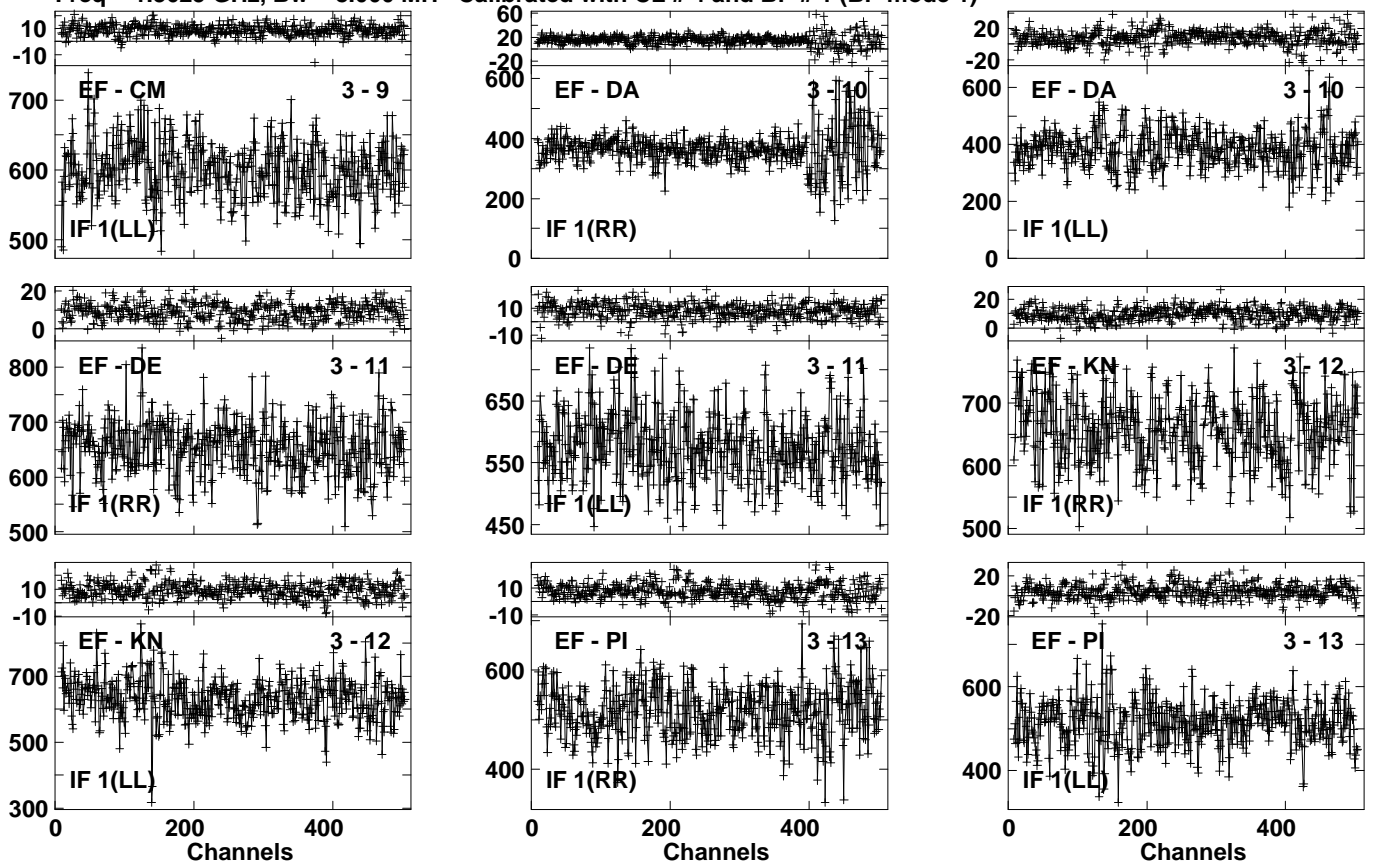 10
-10
EF - CM 3 - 9
700
600
500
IF 1(LL)
60
20
-20
EF - DA 3 - 10
600
400
200
0
IF 1(RR)
20
-20
EF - DA 3 - 10
600
400
200
0
IF 1(LL)
20
0
EF - DE 3 - 11
800
700
600
500
IF 1(RR)
10
-10
EF - DE 3 - 11
650
550
450
IF 1(LL)
20
0
EF - KN 3 - 12
700
600
500
IF 1(RR)
10
-10
EF - KN 3 - 12
700
500
300
IF 1(LL)
0 200 400
Channels
10
-10
EF - PI 3 - 13
600
400
IF 1(RR)
0 200 400
Channels
20
-20
EF - PI 3 - 13
600
400
IF 1(LL)
0 200 400
Channels